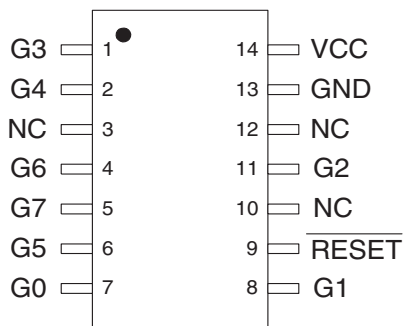 G3 1 14 VCC
G4 2 13 GND
NC 3 12 NC
G6 4 11 G2
G7 5 10 NC
G5 6 9 RESET
G0 7 8 G1